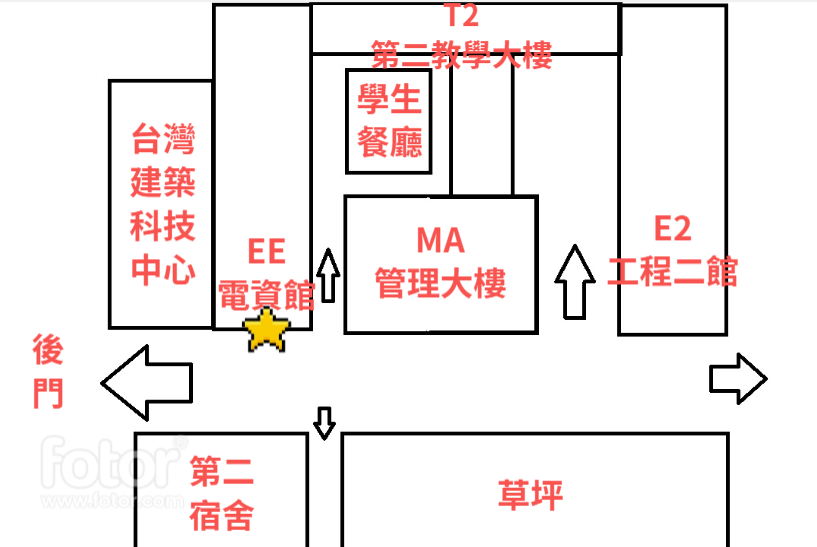 T2
第二教學大樓
學生
餐廳
台灣
建築
科技
中心
EE
電資館
MA
管理大樓
E2
工程二館
後
門
第二
宿舍
草坪
fotor®
www.fotor.com